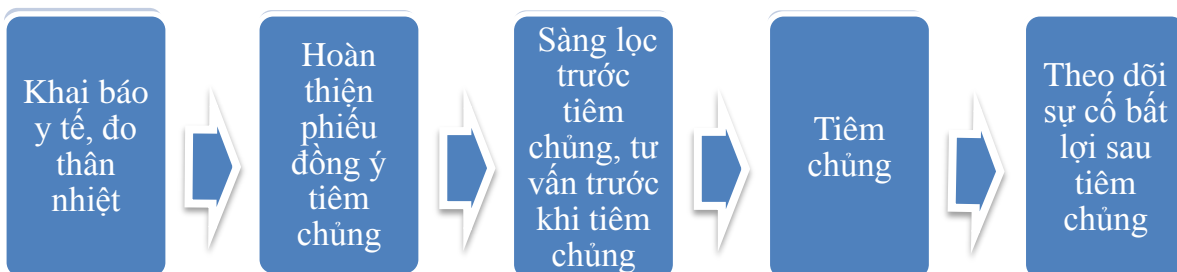 Khai báo
y tế, đo
thân
nhiệt
Hoàn
thiện
phiếu
đồng ý
tiêm
chủng
Sàng lọc
trước
tiêm
chủng, tư
vấn trước
khi tiêm
chủng
Tiêm
chủng
Theo dõi
sự cố bất
lợi sau
tiêm
chủng